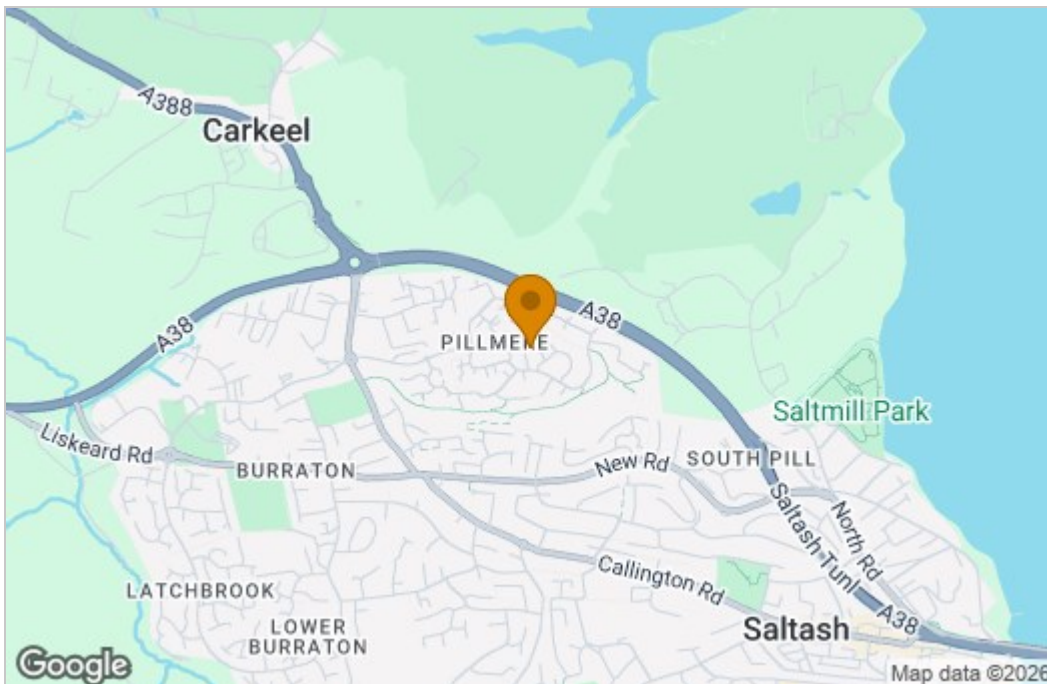 A388
Carkeel
A38
A38
PILLMERE
Saltmill Park
Liskeard Rd
BURRATON
New Rd
SOUTH PILL
Saltash Tunl
North Rd
Callington Rd
LATCHBROOK
LOWER
BURRATON
Saltash
A38
Google
Map data ©2026